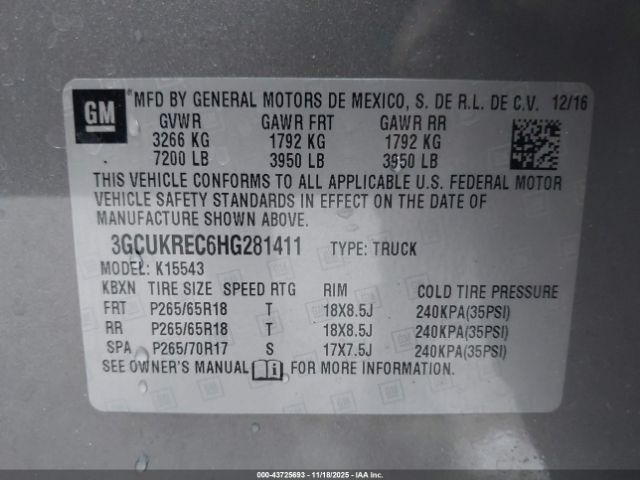 GM
*MFD BY GENERAL MOTORS DE MEXICO, S. DE R.L. DE C.V. 12/16
GVWR GAWR FRT GAWR RR
3266 KG 1792 KG 1792 KG
7200 LB 3950 LB 3950 LB
THIS VEHICLE CONFORMS TO ALL APPLICABLE U.S. FEDERAL MOTOR
VEHICLE SAFETY STANDARDS IN EFFECT ON THE DATE OF
MANUFACTURE SHOWN ABOVE.
3GCUKREC6HG281411 TYPE: TRUCK
MODEL: K15543
KBXN TIRE SIZE SPEED RTG RIM COLD TIRE PRESSURE
FRT P265/65R18 T 18X8.5J 240KPA(35PSI)
RR P265/65R18 T 18X8.5J 240KPA(35PSI)
SPA P265/70R17 S 17X7.5J 240KPA(35PSI)
SEE OWNER'S MANUAL FOR MORE INFORMATION.
00-43725693 - 11/18/2025 - IAA Inc.